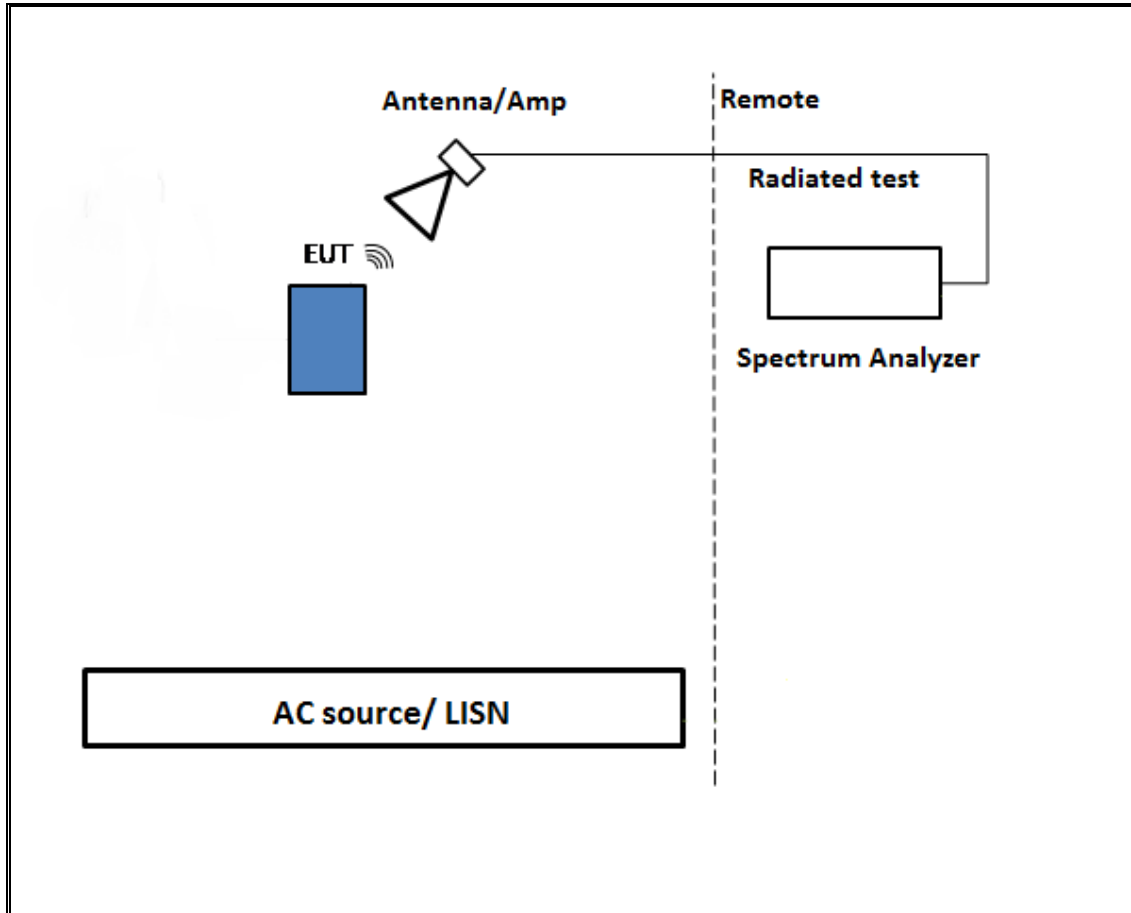 Antenna/Amp
Remote
Radiated test
EUT
Spectrum Analyzer
AC source/ LISN